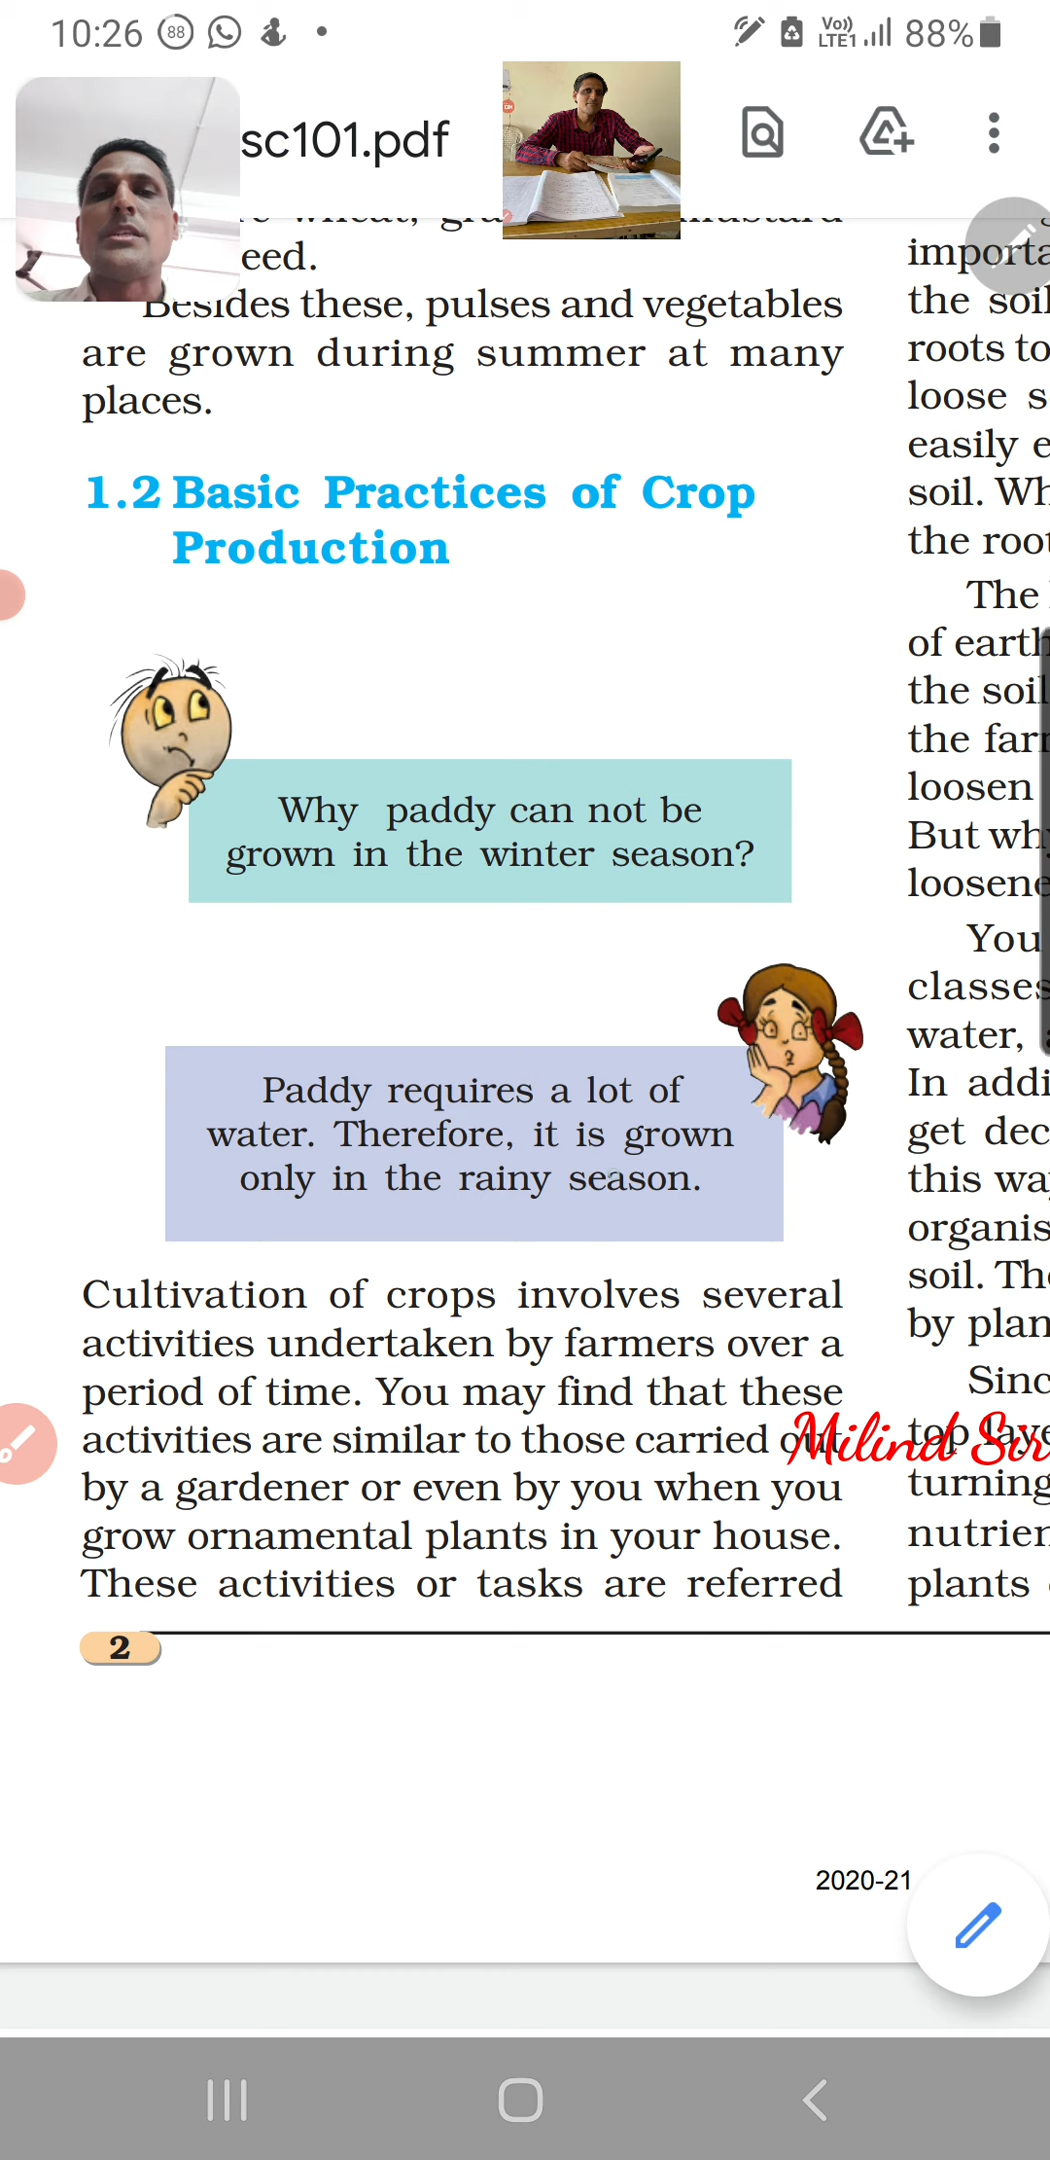 10:26 88
Vo)) LTE1 88%
sc101.pdf
wheat,
eed.
Besides these, pulses and vegetables
are grown during summer at many
places.
1.2 Basic Practices of Crop
Production
Why paddy can not be
grown in the winter season?
Paddy requires a lot of
water. Therefore, it is grown
only in the rainy season.
Cultivation of crops involves several
activities undertaken by farmers over a
period of time. You may find that these
activities are similar to those carried out
by a gardener or even by you when you
grow ornamental plants in your house.
These activities or tasks are referred
2
importa
the soil
roots to
loose s
easily e
soil. Wh
the root
The
of earth
the soil
the farm
loosen
But why
loosene
You
classes
water,
In addi
get dec
this way
organis
soil. The
by plan
Sinc
top laye
turning
nutrien
plants
Milind Sir
2020-21